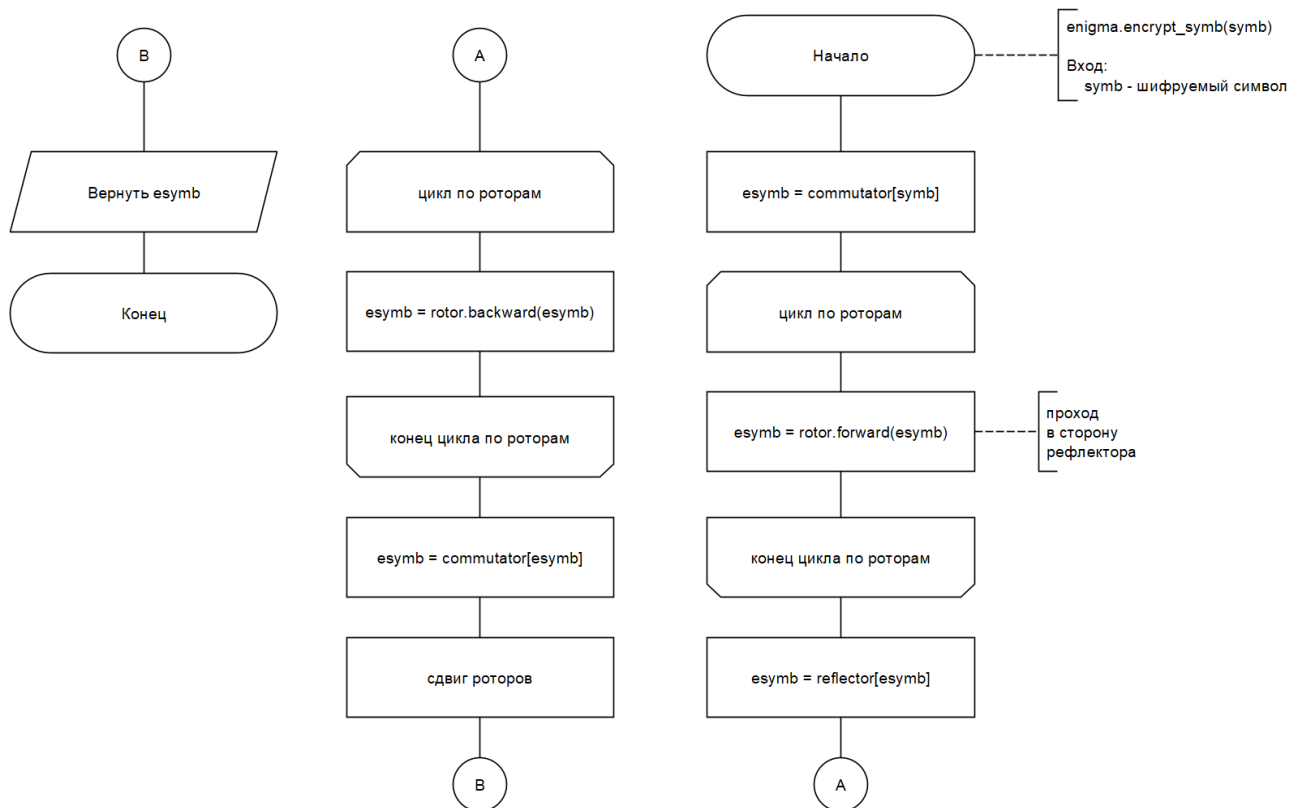 Начало
enigma.encrypt_symb(symb)
Вход:
symb - шифруемый символ
esymb = commutator[symb]
цикл по роторам
esymb = rotor.forward(esymb)
проход
в сторону
рефлектора
конец цикла по роторам
esymb = reflector[esymb]
A
A
цикл по роторам
esymb = rotor.backward(esymb)
конец цикла по роторам
esymb = commutator[esymb]
сдвиг роторов
B
B
Вернуть esymb
Конец